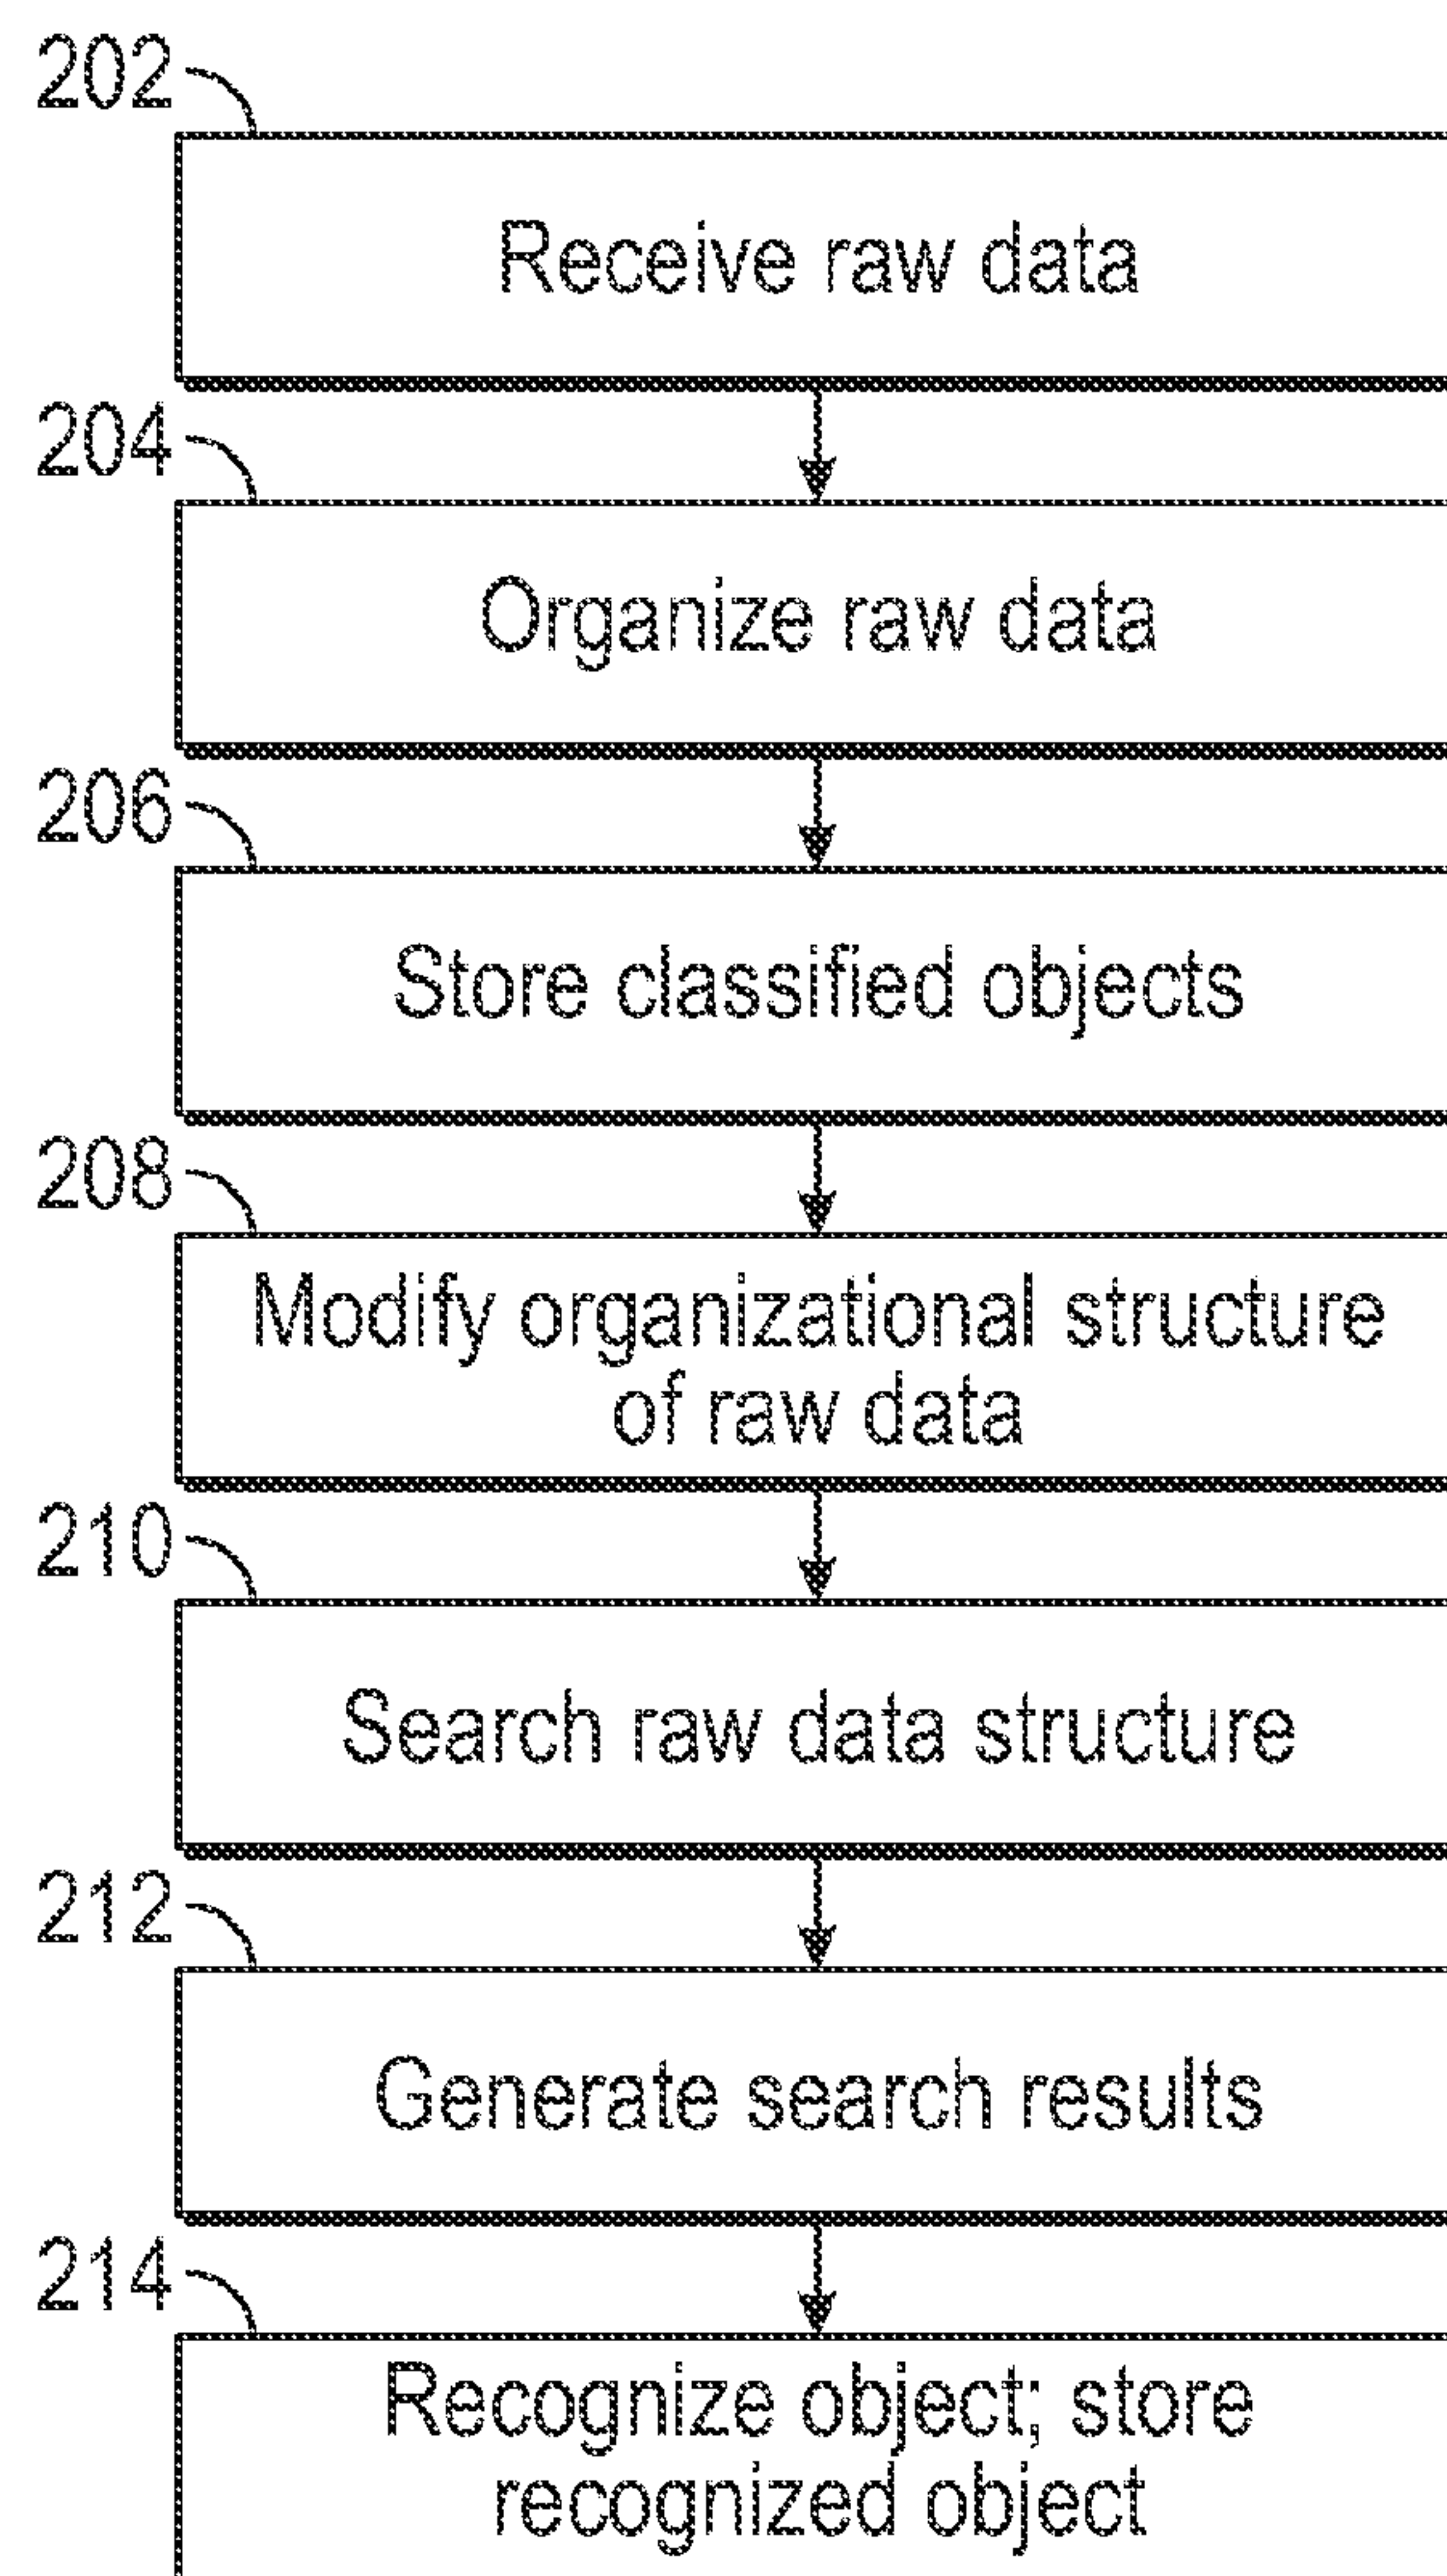 202
Receive raw data
204
Organize raw data
206
Store classified objects
208
Modify organizational structure
of raw data
210
Search raw data structure
212
Generate search results
214
Recognize object; store
recognized object